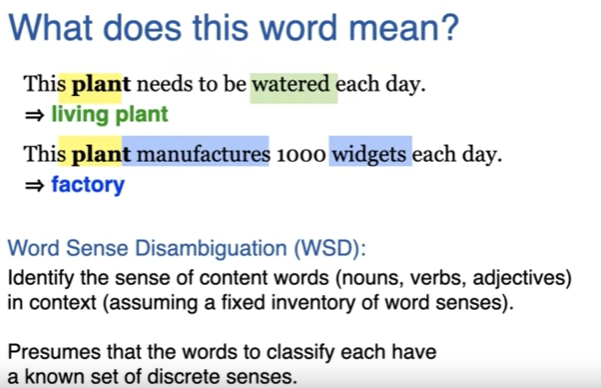 What does this word mean?
This plant needs to be watered each day.
⇒ living plant
This plant manufactures 1000 widgets each day.
⇒ factory
Word Sense Disambiguation (WSD):
Identify the sense of content words (nouns, verbs, adjectives)
in context (assuming a fixed inventory of word senses).
Presumes that the words to classify each have
a known set of discrete senses.